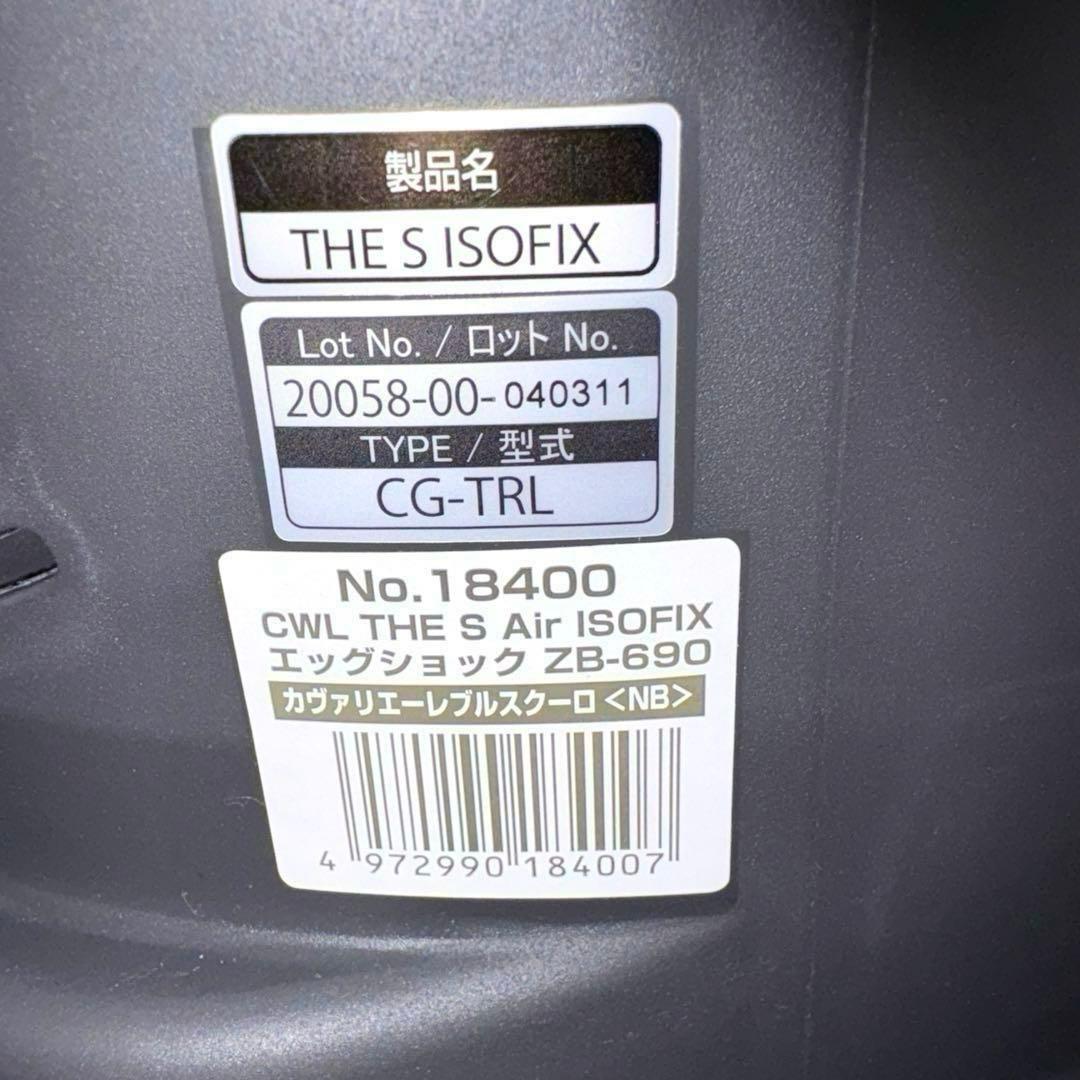 製品名
THE S ISOFIX
Lot No. / ロット No.
20058-00-040311
TYPE / 型式
CG-TRL
No.18400
CWL THE S Air ISOFIX
エッグショック ZB-690
カヴァリエーレブルスクーロ<NB>
4 972990 184007